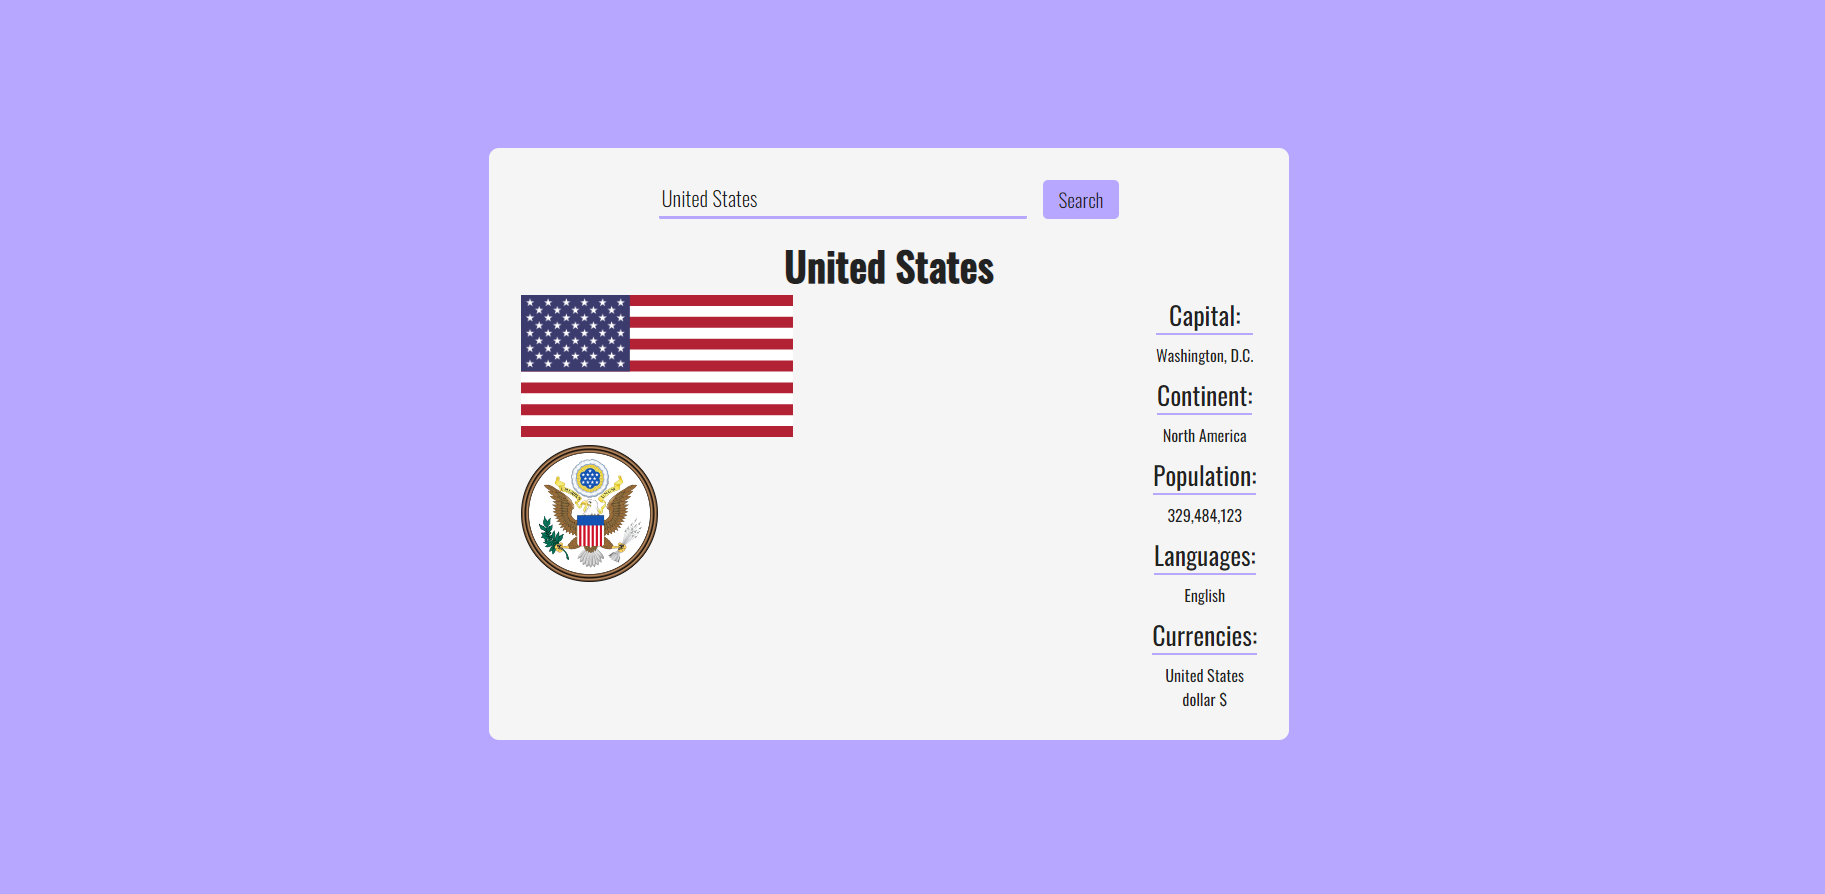 United States
Search
United States
Capital:
Washington, D.C.
Continent:
North America
Population:
329,484,123
Languages:
English
Currencies:
United States
dollar $